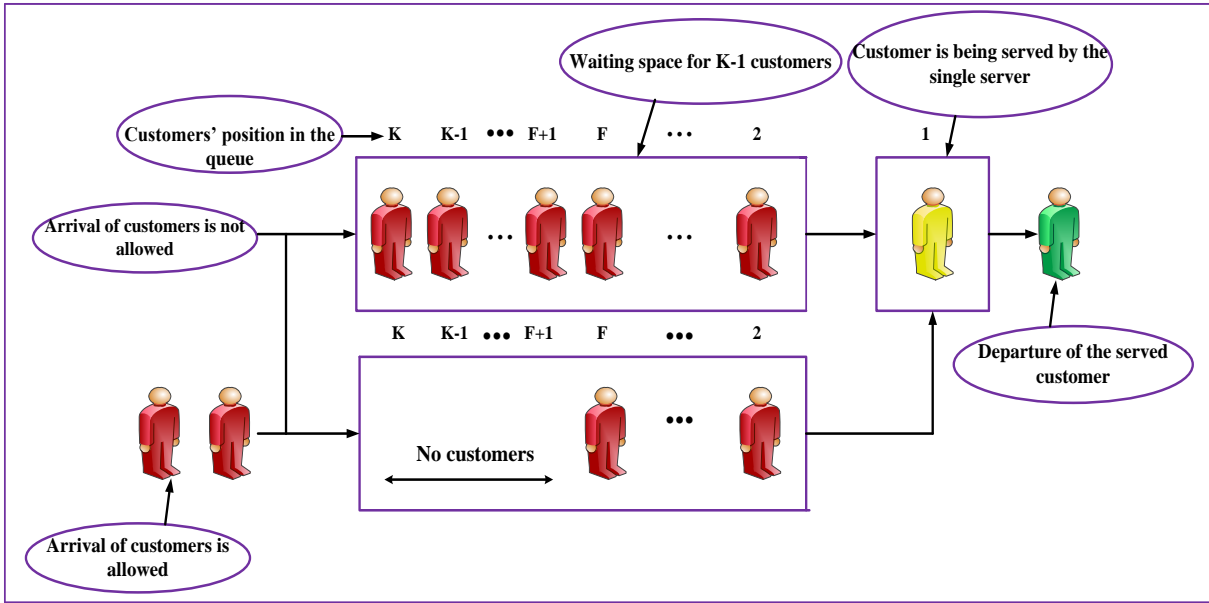 Waiting space for K-1 customers
Customer is being served by the
single server
Customers' position in the
queue
K K-1 ••• F+1 F ... 2 1
Arrival of customers is not
allowed
... ...
K K-1 ••• F+1 F ••• 2
Departure of the served
customer
•••
No customers
Arrival of customers is
allowed